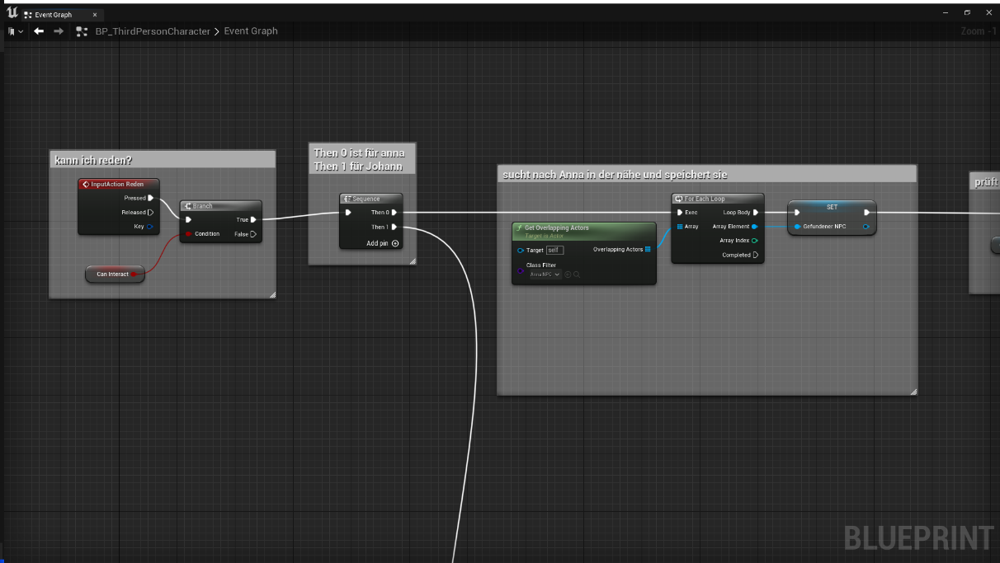 Event Graph
BP_ThirdPersonCharacter > Event Graph
Zoom -1
kann ich reden?
InputAction Reden
Pressed
Released
Key
Branch
True
Condition
False
Can Interact
Then 0 ist für anna
Then 1 für Johann
Sequence
Then 0
Then 1
Add pin
sucht nach Anna in der nähe und speichert sie
Get Overlapping Actors
Target is Actor
Target self
Overlapping Actors
Class Filter
Anna NPC
For Each Loop
Exec
Loop Body
Array
Array Element
Array Index
Completed
SET
Gefundener NPC
prüft
BLUEPRINT